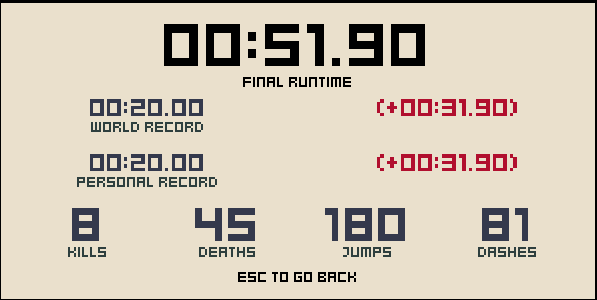 00:51.90
FINAL RUNTIME
00:20.00 (+00:31.90)
WORLD RECORD
00:20.00 (+00:31.90)
PERSONAL RECORD
8 45 180 81
KILLS DEATHS JUMPS DASHES
ESC TO GO BACK